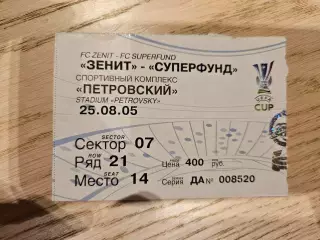 FC ZENIT - FC SUPERFUND
«ЗЕНИТ» - «СУПЕРФУНД»
СПОРТИВНЫЙ КОМПЛЕКС
«ПЕТРОВСКИЙ»
STADIUM «PETROVSKY»
25.08.05
UEFA
CUP
SECTOR
Сектор 07
ROW
Ряд 21
Цена 400 руб.
SEAT
Место 14
Серия ДА № 008520